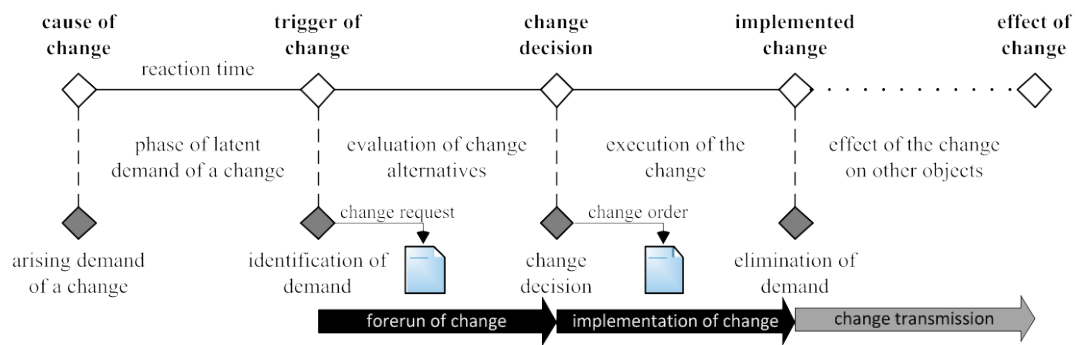 cause of
change
trigger of
change
change
decision
implemented
change
effect of
change
reaction time
phase of latent
demand of a change
evaluation of change
alternatives
execution of the
change
effect of the change
on other objects
change request
change order
arising demand
of a change
identification of
demand
change
decision
elimination of
demand
forerun of change
implementation of change
change transmission